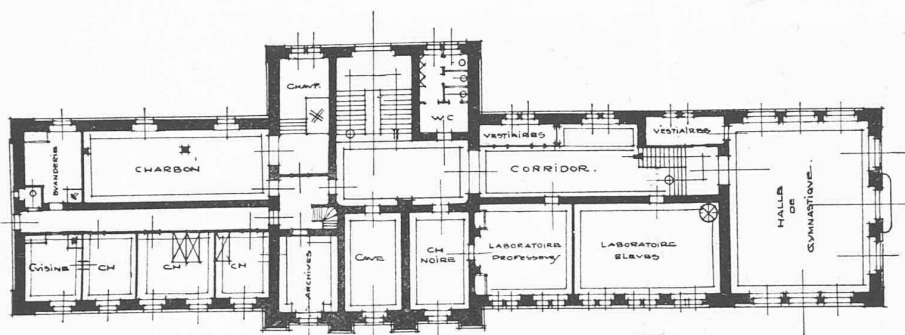 CHAUF.
W.C
VESTIAIRES
VESTIAIRES
BUANDERIE
CHARBON
CORRIDOR.
HALLE
DE
GYMNASTIQUE.
CUISINE
CH
CH
CH
ARCHIVES
CAVE
CH
NOIRE
LABORATOIRE
PROFESSEURS
LABORATOIRE
ELEVES